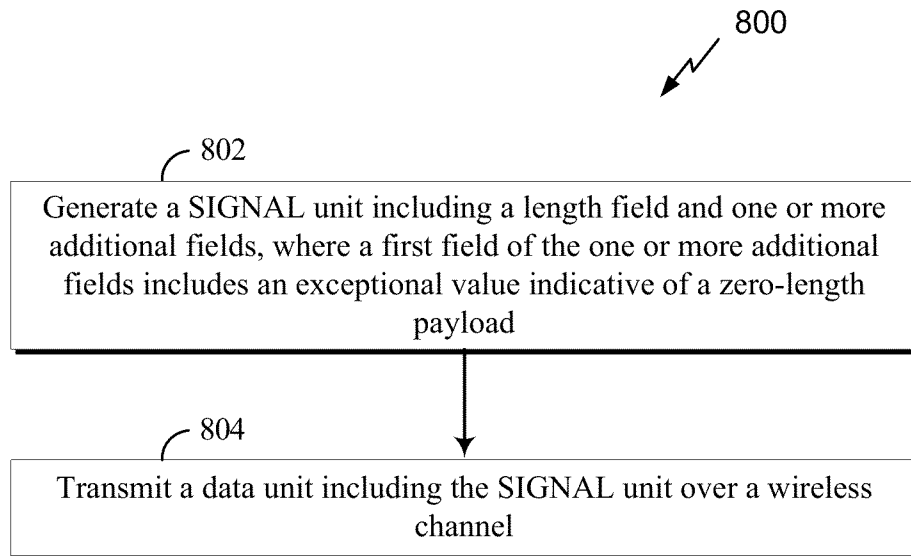 800
802
Generate a SIGNAL unit including a length field and one or more
additional fields, where a first field of the one or more additional
fields includes an exceptional value indicative of a zero-length
payload
804
Transmit a data unit including the SIGNAL unit over a wireless
channel